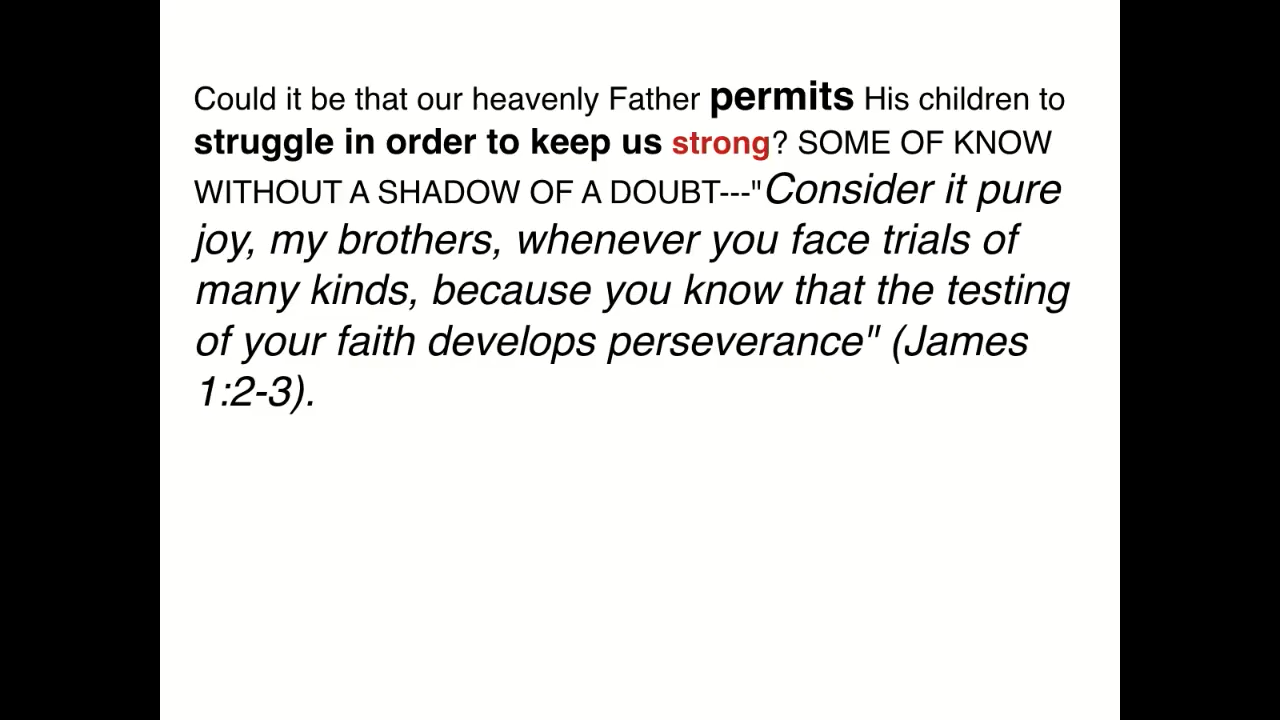 Could it be that our heavenly Father permits His children to
struggle in order to keep us strong? SOME OF KNOW
WITHOUT A SHADOW OF A DOUBT---"Consider it pure
joy, my brothers, whenever you face trials of
many kinds, because you know that the testing
of your faith develops perseverance" (James
1:2-3).